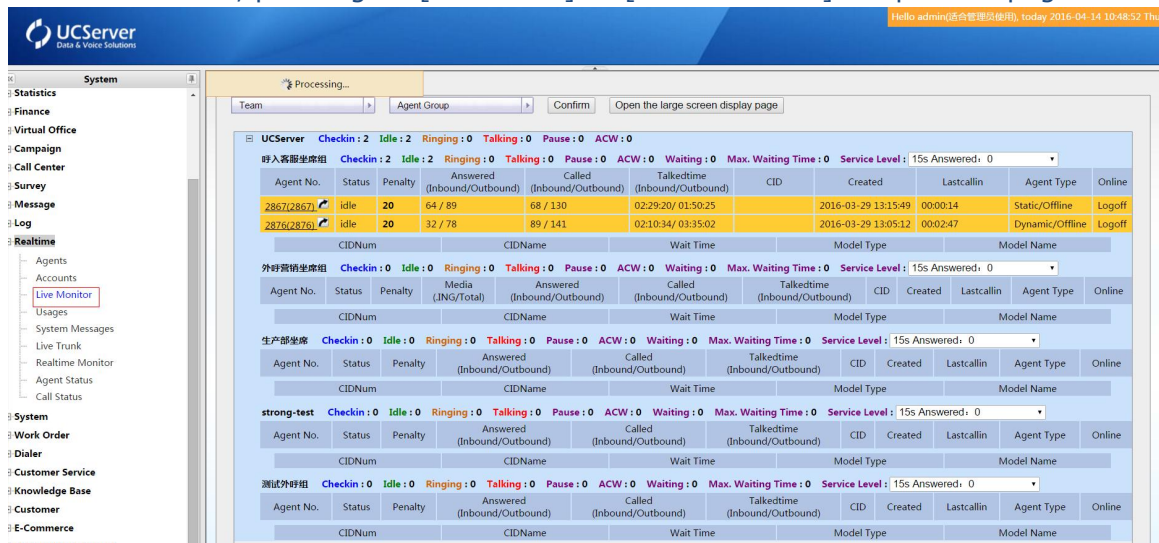 UCServer
Data & Voice Solutions
Hello admin(适合管理员使用), today 2016-04-14 10:48:52 Thu
System
Statistics
Finance
Virtual Office
Campaign
Call Center
Survey
Message
Log
Realtime
Agents
Accounts
Live Monitor
Usages
System Messages
Live Trunk
Realtime Monitor
Agent Status
Call Status
System
Work Order
Dialer
Customer Service
Knowledge Base
Customer
E-Commerce
Processing...
Team Agent Group Confirm Open the large screen display page
UCServer Checkin : 2 Idle : 2 Ringing : 0 Talking : 0 Pause : 0 ACW : 0
呼入客服坐席组 Checkin : 2 Idle : 2 Ringing : 0 Talking : 0 Pause : 0 ACW : 0 Waiting : 0 Max. Waiting Time : 0 Service Level : 15s Answered: 0
Agent No. Status Penalty Answered (Inbound/Outbound) Called (Inbound/Outbound) Talkedtime (Inbound/Outbound) CID Created Lastcallin Agent Type Online
2867(2867) idle 20 64 / 89 68 / 130 02:29:20/ 01:50:25 2016-03-29 13:15:49 00:00:14 Static/Offline Logoff
2876(2876) idle 20 32 / 78 89 / 141 02:10:34/ 03:35:02 2016-03-29 13:05:12 00:02:47 Dynamic/Offline Logoff
CIDNum CIDName Wait Time Model Type Model Name
外呼营销坐席组 Checkin : 0 Idle : 0 Ringing : 0 Talking : 0 Pause : 0 ACW : 0 Waiting : 0 Max. Waiting Time : 0 Service Level : 15s Answered: 0
Agent No. Status Penalty Media (.ING/Total) Answered (Inbound/Outbound) Called (Inbound/Outbound) Talkedtime (Inbound/Outbound) CID Created Lastcallin Agent Type Online
CIDNum CIDName Wait Time Model Type Model Name
生产部坐席 Checkin : 0 Idle : 0 Ringing : 0 Talking : 0 Pause : 0 ACW : 0 Waiting : 0 Max. Waiting Time : 0 Service Level : 15s Answered: 0
Agent No. Status Penalty Answered (Inbound/Outbound) Called (Inbound/Outbound) Talkedtime (Inbound/Outbound) CID Created Lastcallin Agent Type Online
CIDNum CIDName Wait Time Model Type Model Name
strong-test Checkin : 0 Idle : 0 Ringing : 0 Talking : 0 Pause : 0 ACW : 0 Waiting : 0 Max. Waiting Time : 0 Service Level : 15s Answered: 0
Agent No. Status Penalty Answered (Inbound/Outbound) Called (Inbound/Outbound) Talkedtime (Inbound/Outbound) CID Created Lastcallin Agent Type Online
CIDNum CIDName Wait Time Model Type Model Name
测试外呼组 Checkin : 0 Idle : 0 Ringing : 0 Talking : 0 Pause : 0 ACW : 0 Waiting : 0 Max. Waiting Time : 0 Service Level : 15s Answered: 0
Agent No. Status Penalty Answered (Inbound/Outbound) Called (Inbound/Outbound) Talkedtime (Inbound/Outbound) CID Created Lastcallin Agent Type Online
CIDNum CIDName Wait Time Model Type Model Name